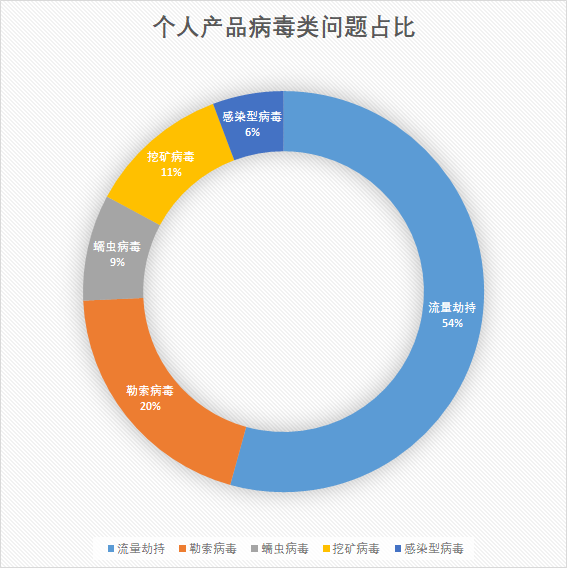 个人产品病毒类问题占比
感染型病毒
6%
挖矿病毒
11%
蠕虫病毒
9%
流量劫持
54%
勒索病毒
20%
流量劫持 勒索病毒 蠕虫病毒 挖矿病毒 感染型病毒